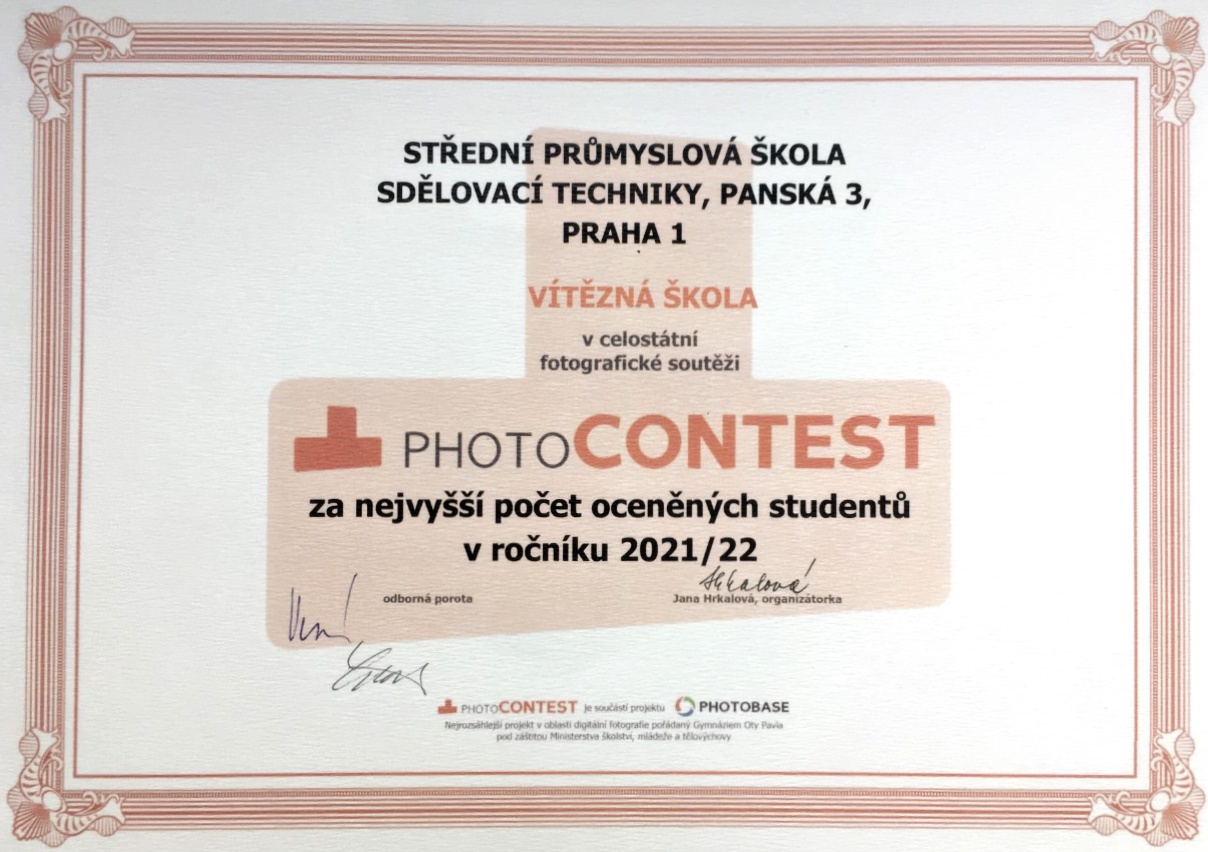 STŘEDNÍ PRŮMYSLOVÁ ŠKOLA
SDĚLOVACÍ TECHNIKY, PANSKÁ 3,
PRAHA 1
VÍTĚZNÁ ŠKOLA
v celostátní
fotografické soutěži
PHOTOCONTEST
za nejvyšší počet oceněných studentů
v ročníku 2021/22
Hrkalová
odborná porota
Jana Hrkalová, organizátorka
PHOTOCONTEST je součástí projektu PHOTOBASE
Nejrozsáhlejší projekt v oblasti digitální fotografie pořádaný Gymnáziem Oty Pavla
pod záštitou Ministerstva školství, mládeže a tělovýchovy